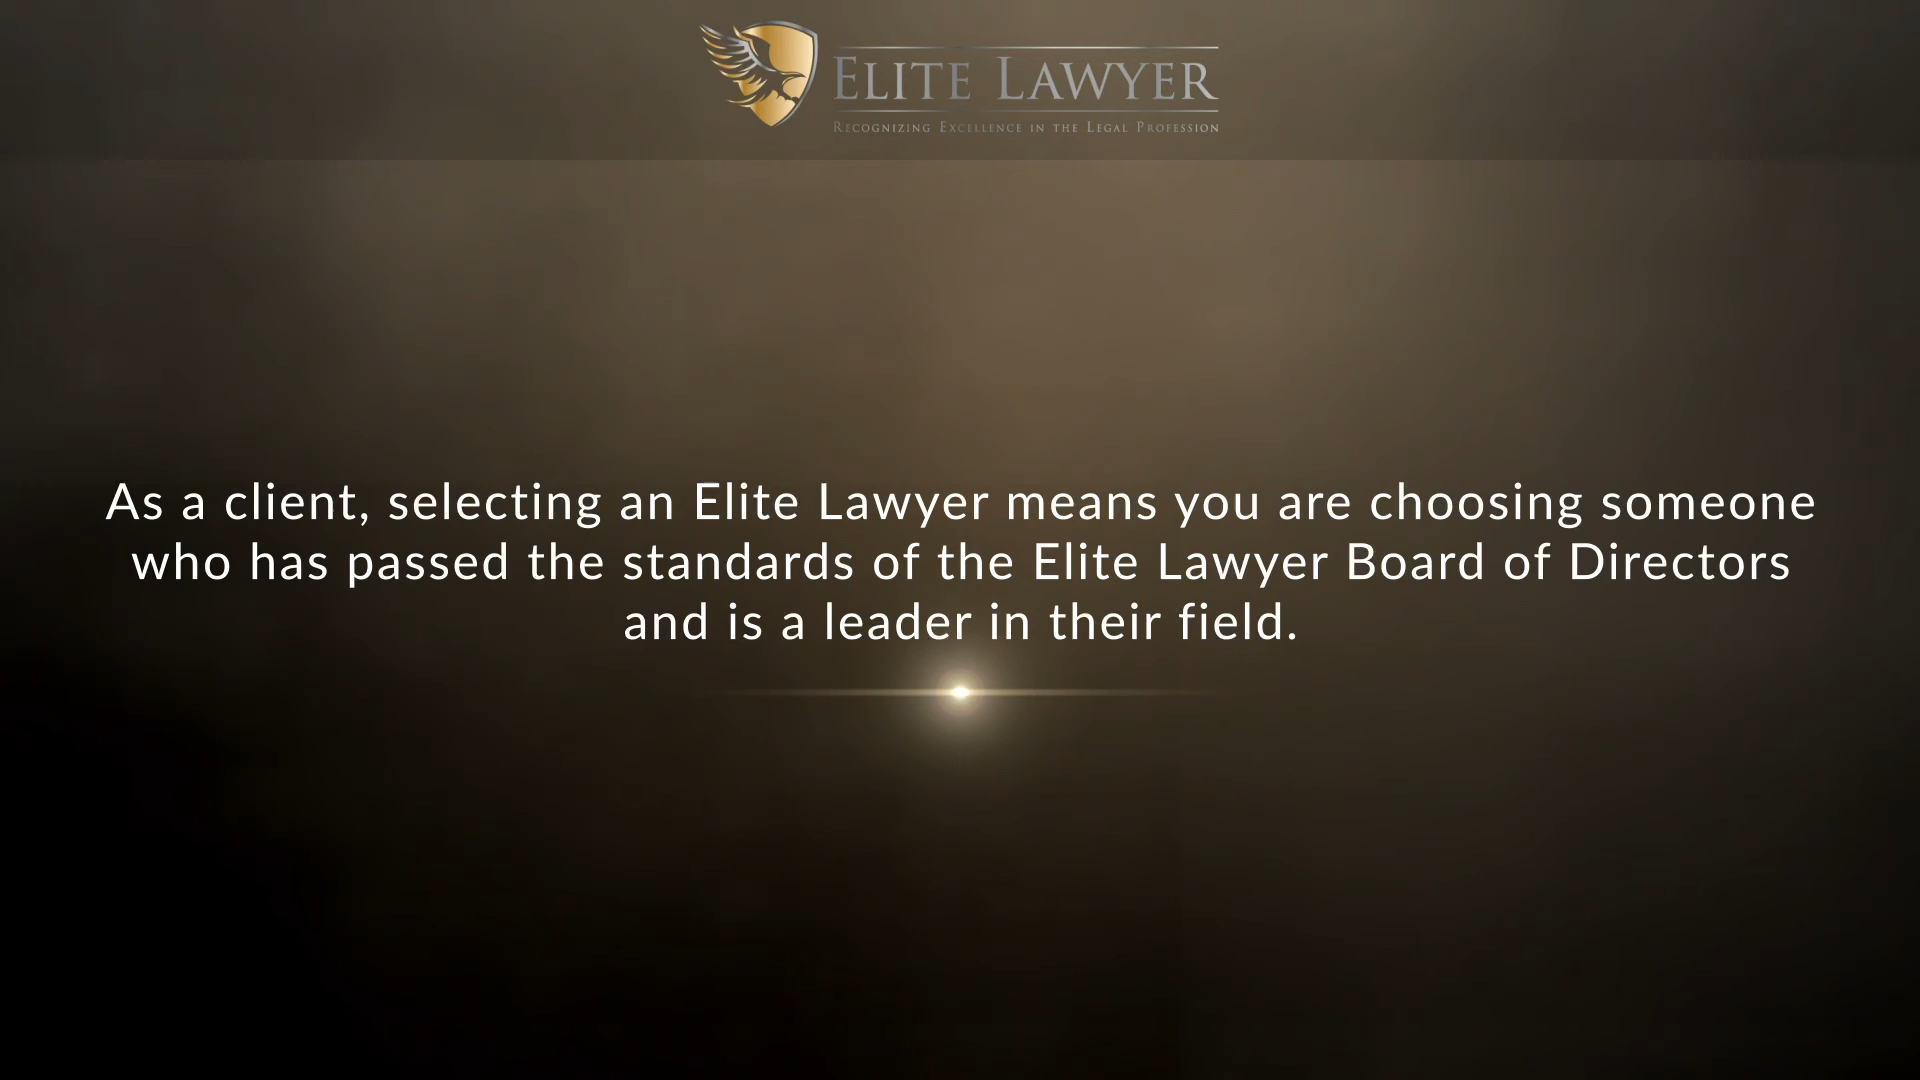 ELITE LAWYER
RECOGNIZING EXCELLENCE IN THE LEGAL PROFESSION
As a client, selecting an Elite Lawyer means you are choosing someone
who has passed the standards of the Elite Lawyer Board of Directors
and is a leader in their field.